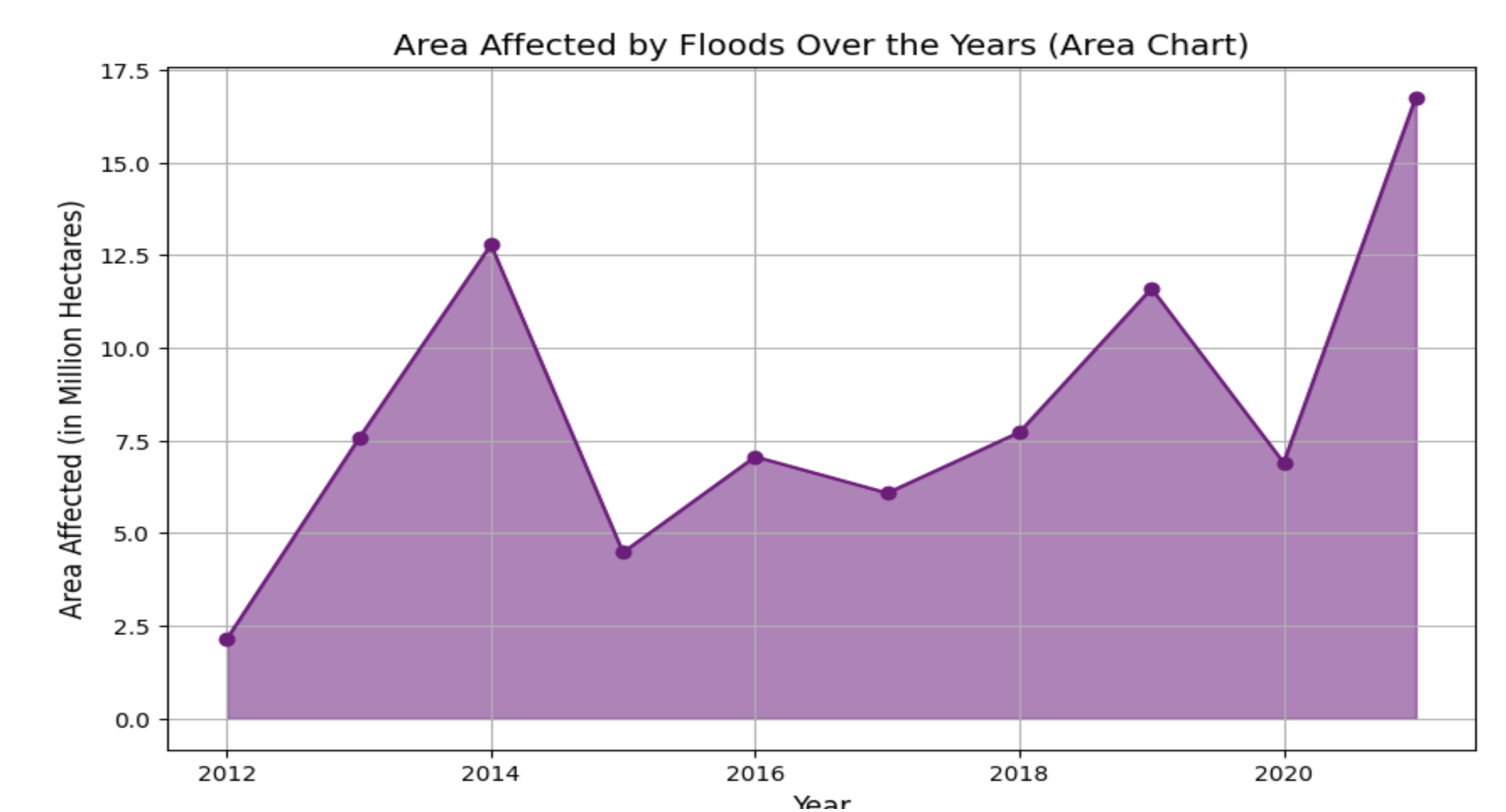 Area Affected by Floods Over the Years (Area Chart)
Area Affected (in Million Hectares)
17.5
15.0
12.5
10.0
7.5
5.0
2.5
0.0
2012 2014 2016 2018 2020
Year